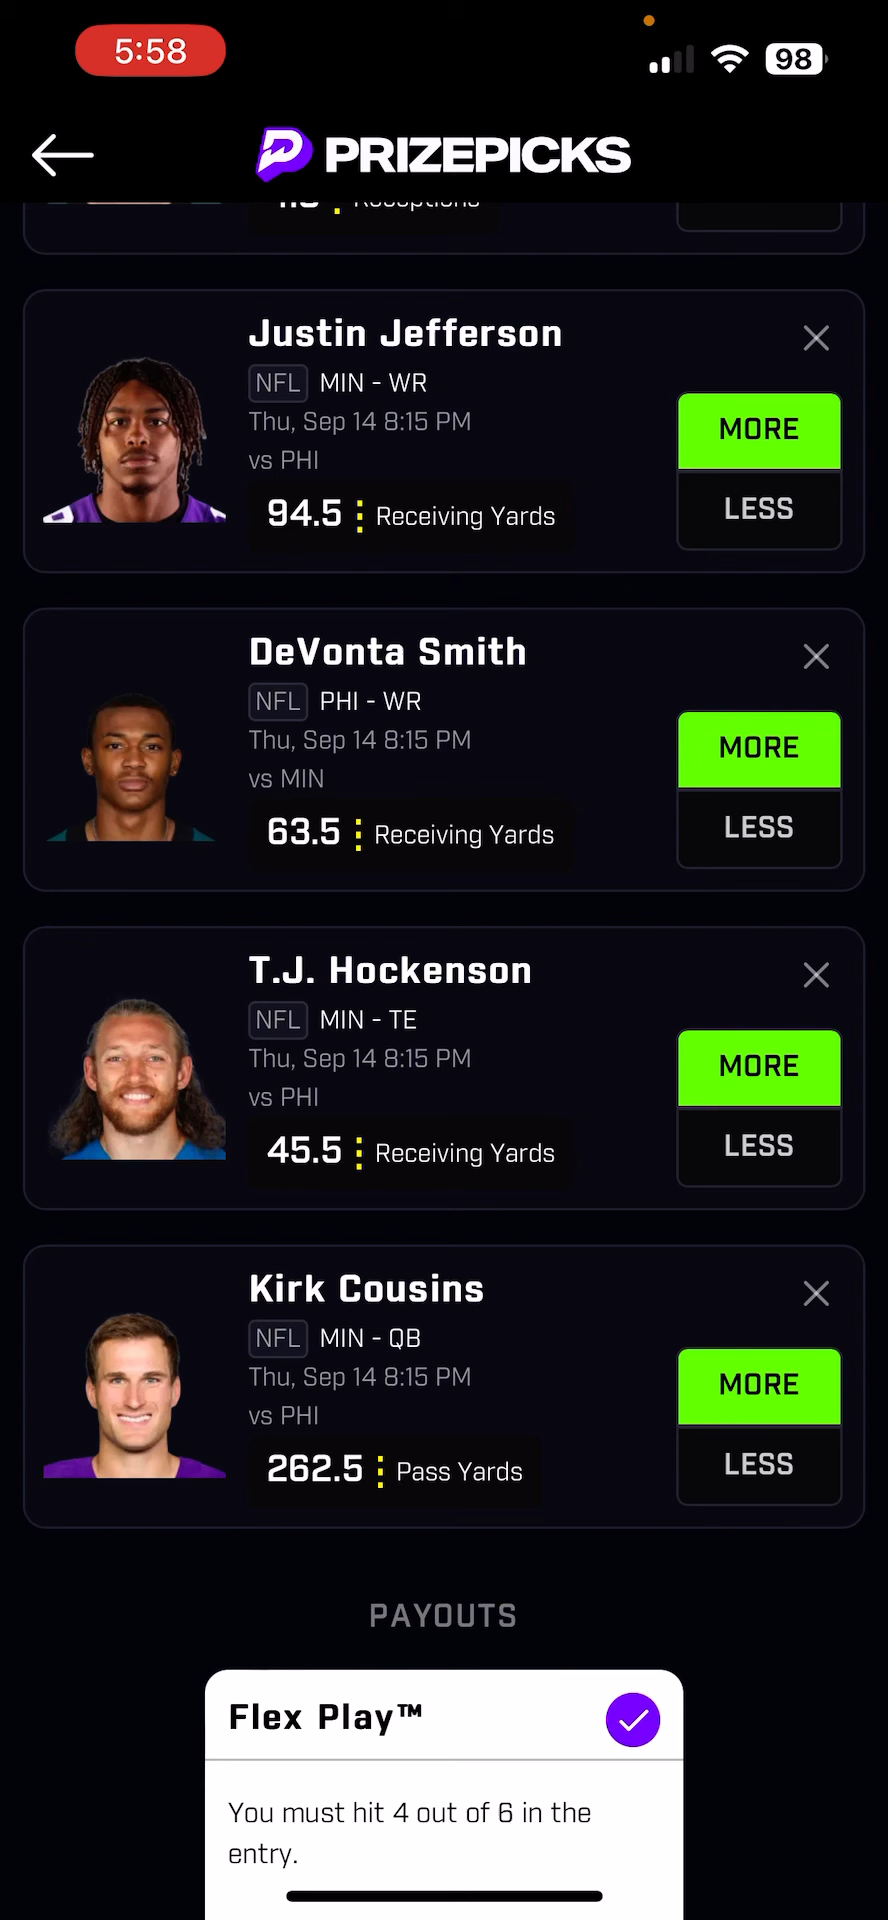 5:58
98
PRIZEPICKS
Receptions
Justin Jefferson
NFL MIN - WR
Thu, Sep 14 8:15 PM
vs PHI
94.5 Receiving Yards
MORE
LESS
DeVonta Smith
NFL PHI - WR
Thu, Sep 14 8:15 PM
vs MIN
63.5 Receiving Yards
MORE
LESS
T.J. Hockenson
NFL MIN - TE
Thu, Sep 14 8:15 PM
vs PHI
45.5 Receiving Yards
MORE
LESS
Kirk Cousins
NFL MIN - QB
Thu, Sep 14 8:15 PM
vs PHI
262.5 Pass Yards
MORE
LESS
PAYOUTS
Flex Play™
You must hit 4 out of 6 in the
entry.